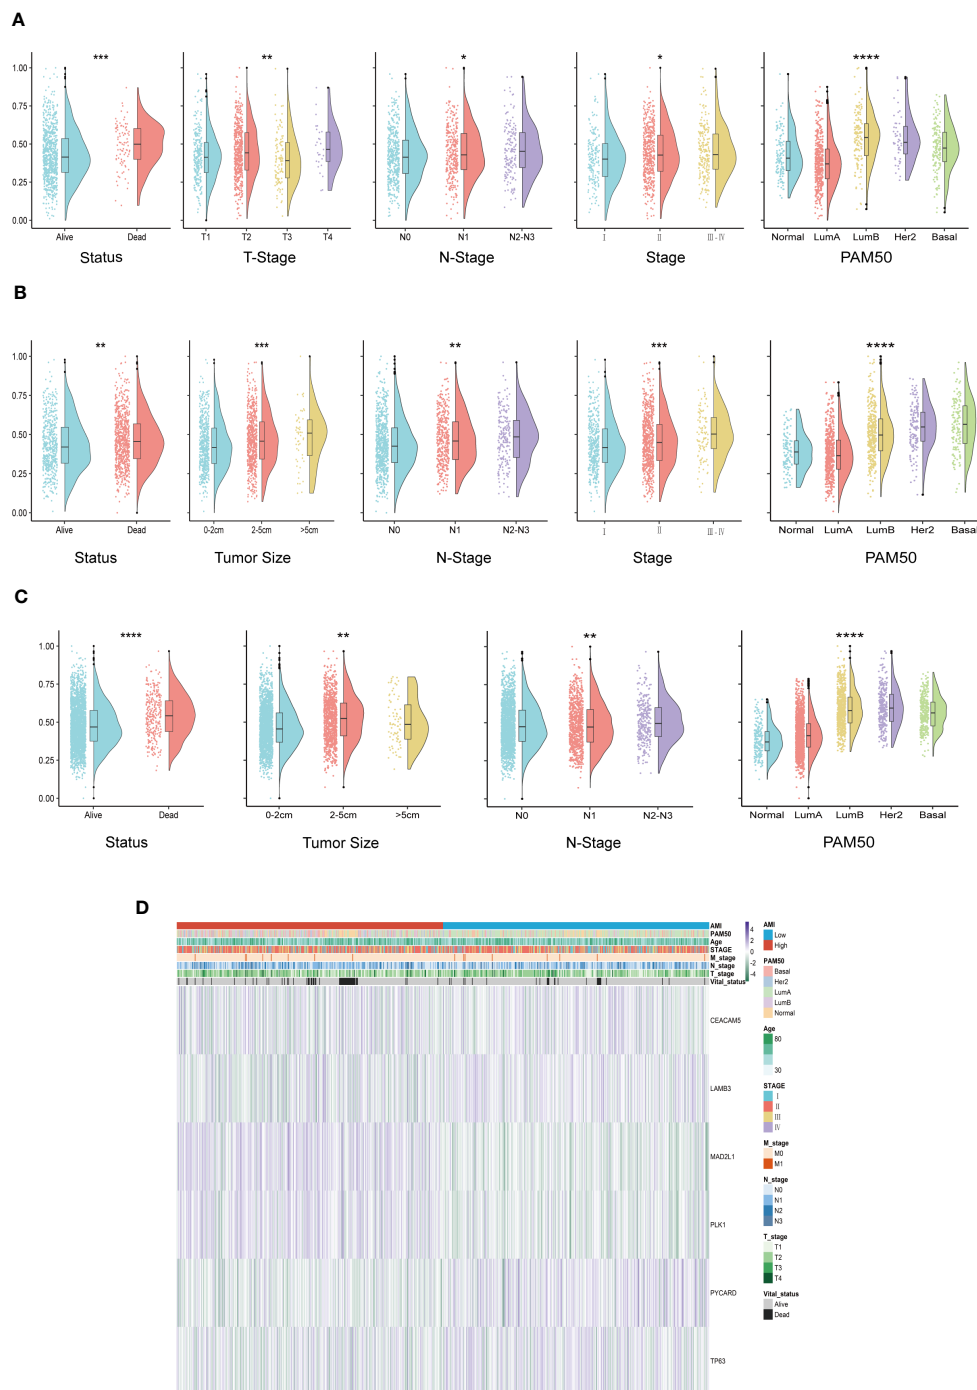 A
*** ** * * ****
1.00
0.75
0.50
0.25
0.00
Alive Dead T1 T2 T3 T4 N0 N1 N2-N3 I II III-IV Normal LumA LumB Her2 Basal
Status T-Stage N-Stage Stage PAM50
B
** *** ** *** ****
1.00
0.75
0.50
0.25
0.00
Alive Dead 0-2cm 2-5cm >5cm N0 N1 N2-N3 I II III-IV Normal LumA LumB Her2 Basal
Status Tumor Size N-Stage Stage PAM50
C
**** ** ** ****
1.00
0.75
0.50
0.25
0.00
Alive Dead 0-2cm 2-5cm >5cm N0 N1 N2-N3 Normal LumA LumB Her2 Basal
Status Tumor Size N-Stage PAM50
D
AMI
PAM50
Age
STAGE
M_stage
N_stage
T_stage
Vital_status
4
2
0
-2
-4
CEACAM5
LAMB3
MAD2L1
PLK1
PYCARD
TP63
AMI
Low
High
PAM50
Basal
Her2
LumA
LumB
Normal
Age
80
30
STAGE
I
II
III
IV
M_stage
M0
M1
N_stage
N0
N1
N2
N3
T_stage
T1
T2
T3
T4
Vital_status
Alive
Dead